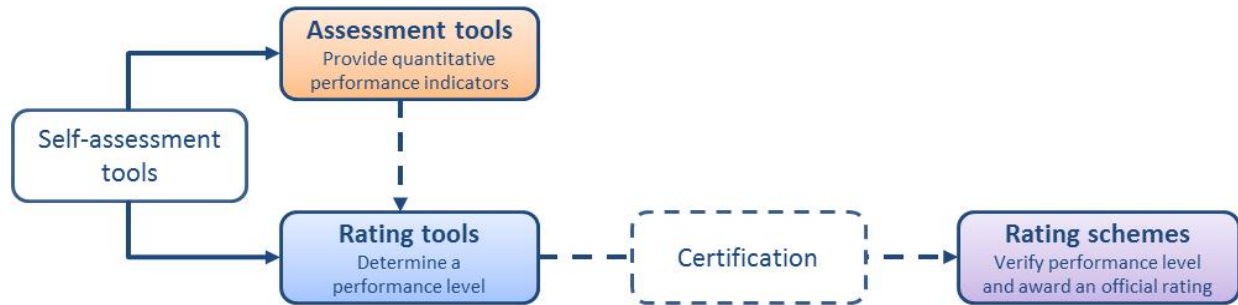 Assessment tools
Provide quantitative
performance indicators
Self-assessment
tools
Rating tools
Determine a
performance level
Certification
Rating schemes
Verify performance level
and award an official rating